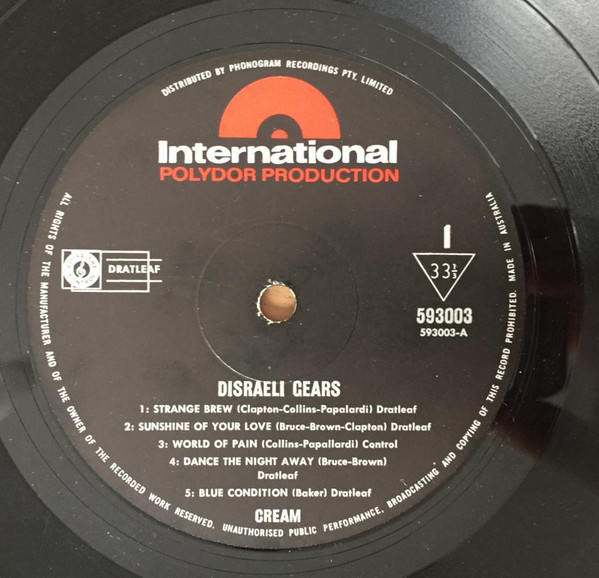 DISTRIBUTED BY PHONOGRAM RECORDINGS PTY. LIMITED
International
POLYDOR PRODUCTION
1
DRATLEAF
33⅓
593003
593003-A
DISRAELI GEARS
1: STRANGE BREW (Clapton-Collins-Papalardi) Dratleaf
2: SUNSHINE OF YOUR LOVE (Bruce-Brown-Clapton) Dratleaf
3: WORLD OF PAIN (Collins-Papallardi) Control
4: DANCE THE NIGHT AWAY (Bruce-Brown)
Dratleaf
5: BLUE CONDITION (Baker) Dratleaf
CREAM
ALL RIGHTS OF THE MANUFACTURER AND OF THE OWNER OF THE RECORDED WORK RESERVED. UNAUTHORISED PUBLIC PERFORMANCE, BROADCASTING AND COPYING OF THIS RECORD PROHIBITED. MADE IN AUSTRALIA